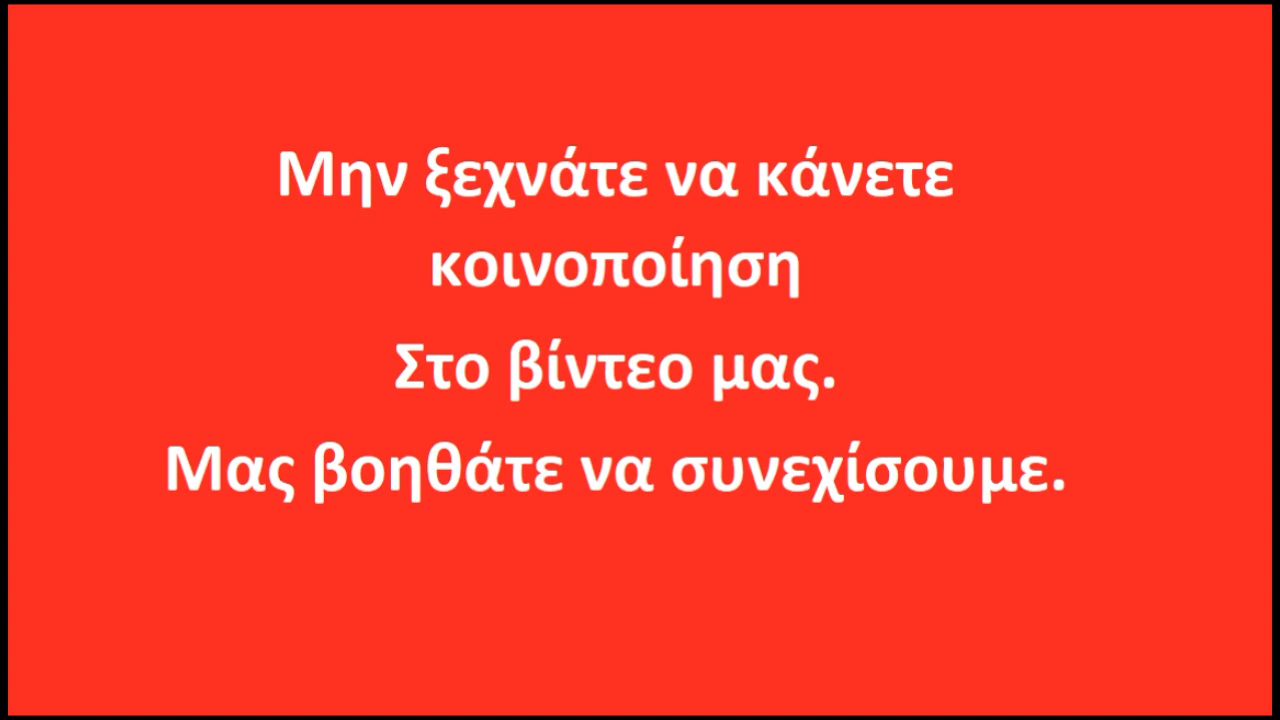 Μην ξεχνάτε να κάνετε
κοινοποίηση
Στο βίντεο μας.
Μας βοηθάτε να συνεχίσουμε.